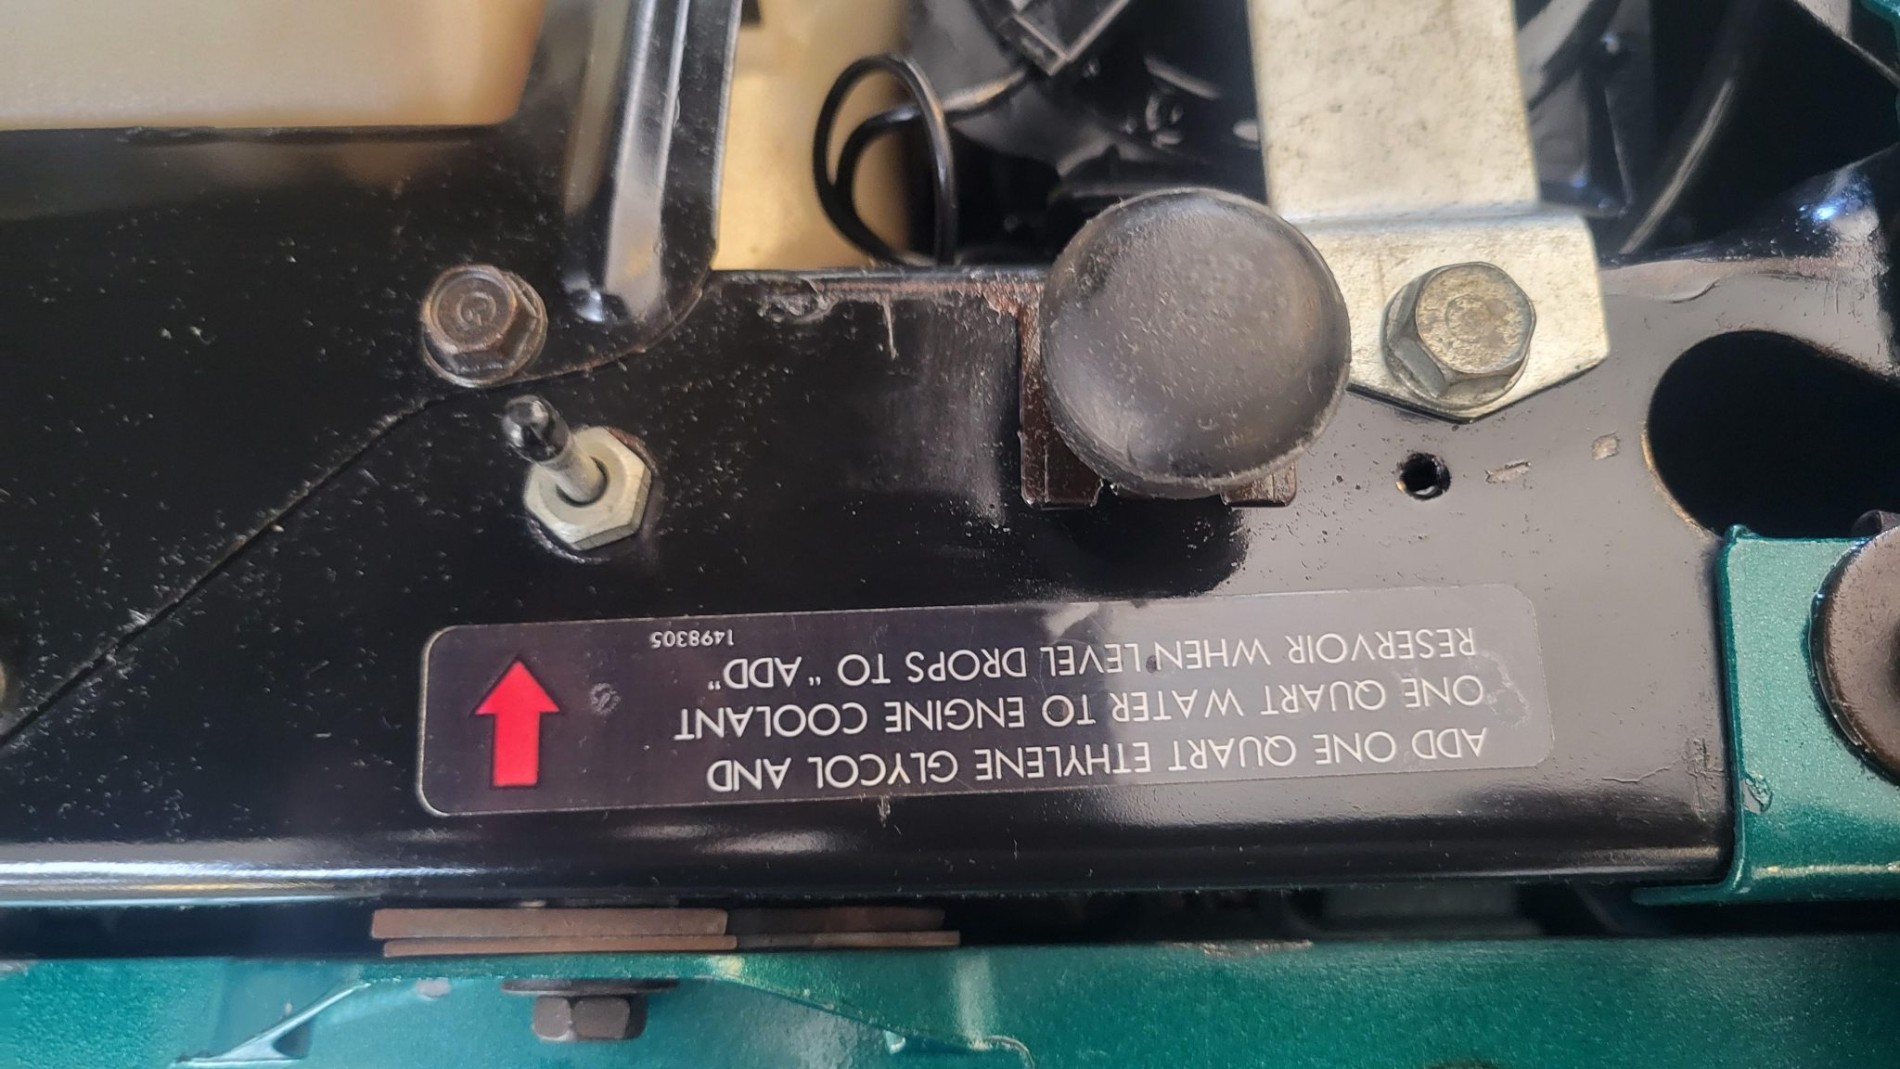 ADD ONE QUART ETHYLENE GLYCOL AND
ONE QUART WATER TO ENGINE COOLANT
RESERVOIR WHEN LEVEL DROPS TO “ADD”
1498305